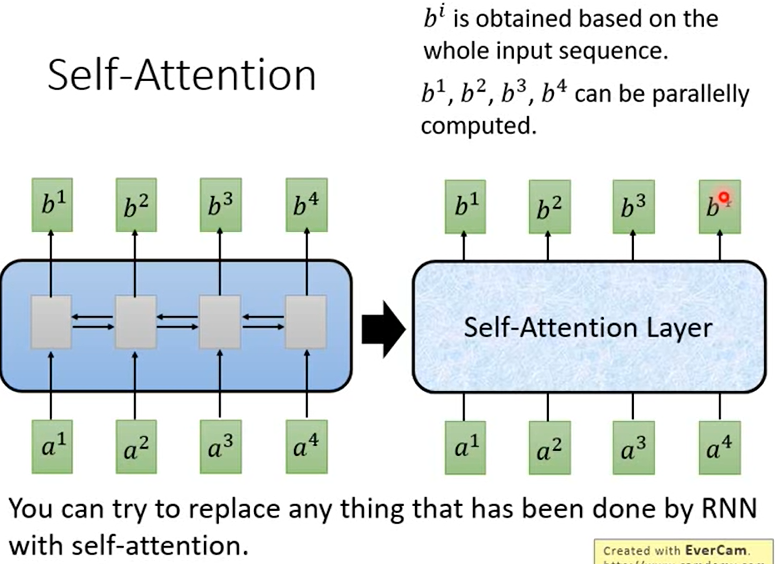 b^i is obtained based on the
whole input sequence.
Self-Attention
b^1, b^2, b^3, b^4 can be parallelly
computed.
b^1 b^2 b^3 b^4
b^1 b^2 b^3
Self-Attention Layer
a^1 a^2 a^3 a^4
a^1 a^2 a^3 a^4
You can try to replace any thing that has been done by RNN
with self-attention.
Created with EverCam.